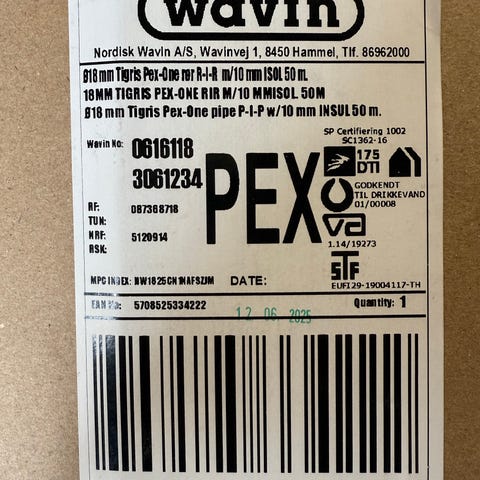 wavin
Nordisk Wavin A/S, Wavinvej 1, 8450 Hammel, Tlf. 86962000
Ø18 mm Tigris Pex-One rør R-I-R m/10 mm ISOL 50 m.
18MM TIGRIS PEX-ONE RIR M/10 MMISOL 50M
Ø18 mm Tigris Pex-One pipe P-I-P w/10 mm INSUL 50 m.
Wavin No: 0616118
3061234
PEX
SP Certifiering 1002
SC1362-16
175
DTI
GODKENDT
TIL DRIKKEVAND
01/00008
va
1.14/19273
STF
EUFI29-19004117-TH
RF: 087368718
TUN:
NRF: 5120914
RSK:
MPC INDEX: NW1825CN1NAFSZJM DATE:
EAN No: 5708525334222 12 06. 2025 Quantity: 1